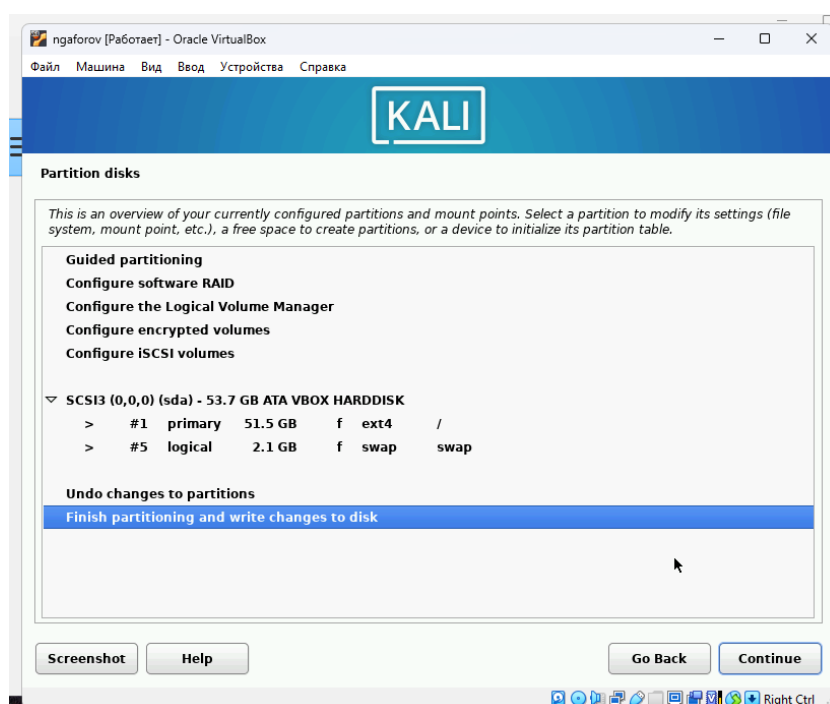 ngaforov [Работает] - Oracle VirtualBox
Файл Машина Вид Ввод Устройства Справка
KALI
Partition disks
This is an overview of your currently configured partitions and mount points. Select a partition to modify its settings (file
system, mount point, etc.), a free space to create partitions, or a device to initialize its partition table.
Guided partitioning
Configure software RAID
Configure the Logical Volume Manager
Configure encrypted volumes
Configure iSCSI volumes
SCSI3 (0,0,0) (sda) - 53.7 GB ATA VBOX HARDDISK
> #1 primary 51.5 GB f ext4 /
> #5 logical 2.1 GB f swap swap
Undo changes to partitions
Finish partitioning and write changes to disk
Screenshot Help Go Back Continue
Right Ctrl